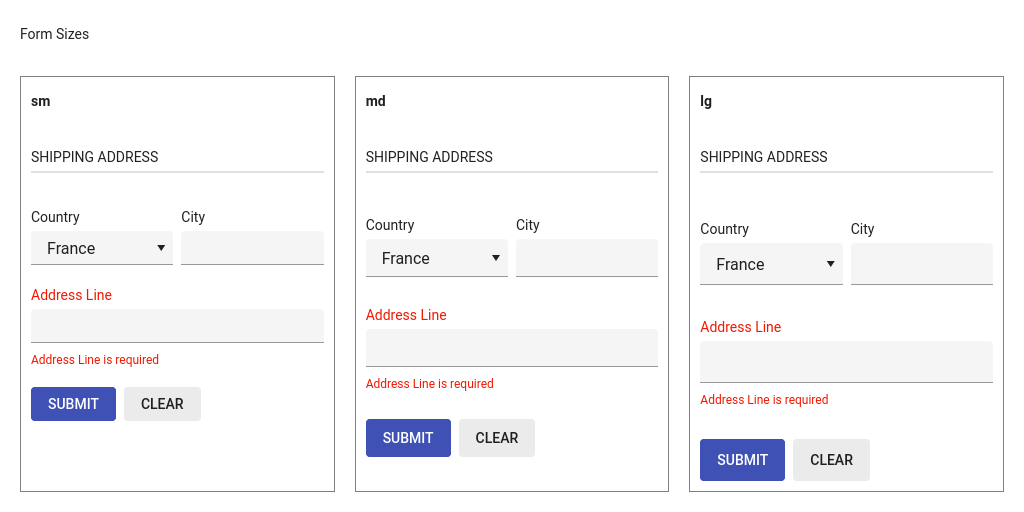 Form Sizes
sm
SHIPPING ADDRESS
Country City
France
Address Line
Address Line is required
SUBMIT CLEAR
md
SHIPPING ADDRESS
Country City
France
Address Line
Address Line is required
SUBMIT CLEAR
lg
SHIPPING ADDRESS
Country City
France
Address Line
Address Line is required
SUBMIT CLEAR